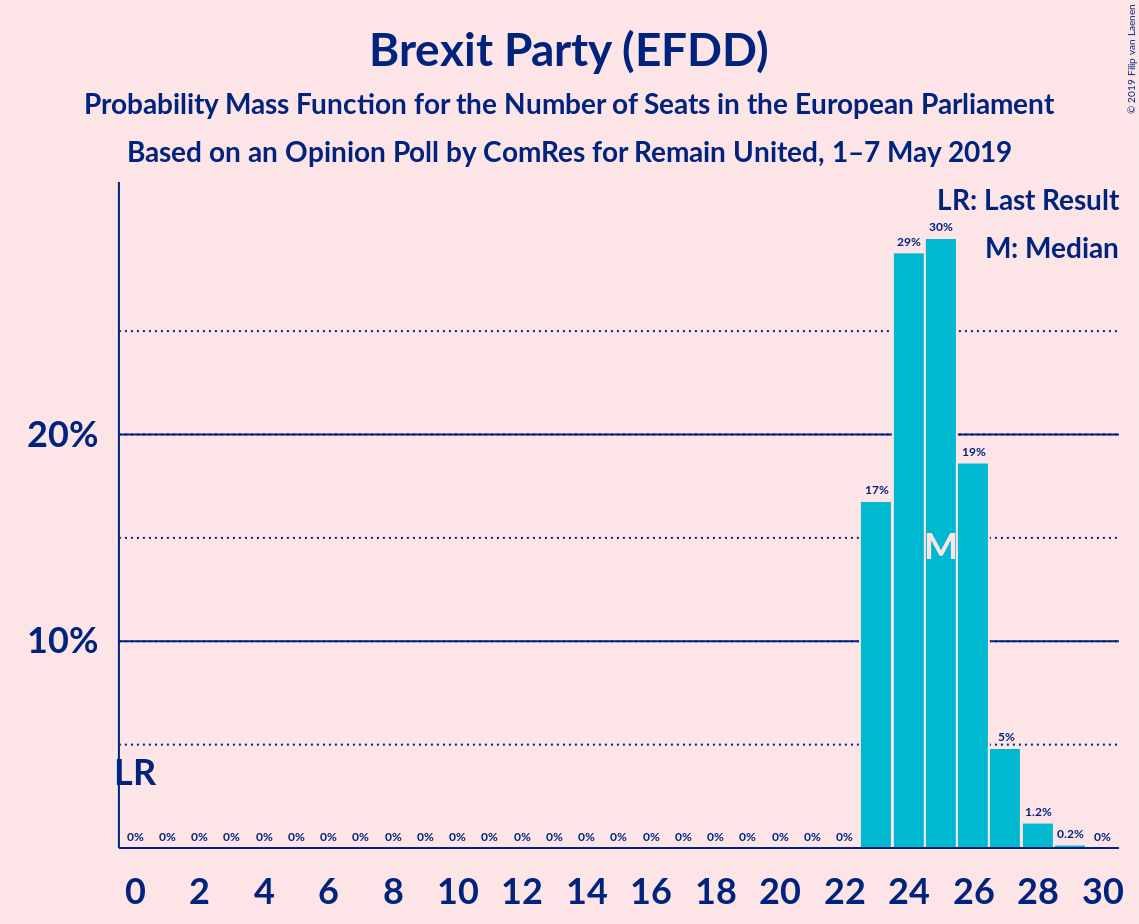 Brexit Party (EFDD)
Probability Mass Function for the Number of Seats in the European Parliament
Based on an Opinion Poll by ComRes for Remain United, 1–7 May 2019
© 2019 Filip van Laenen
LR: Last Result
M: Median
30%
29%
20%
19%
17%
M
10%
5%
LR
1.2%
0% 0% 0% 0% 0% 0% 0% 0% 0% 0% 0% 0% 0% 0% 0% 0% 0% 0% 0% 0% 0% 0% 0% 0.2% 0%
0 2 4 6 8 10 12 14 16 18 20 22 24 26 28 30